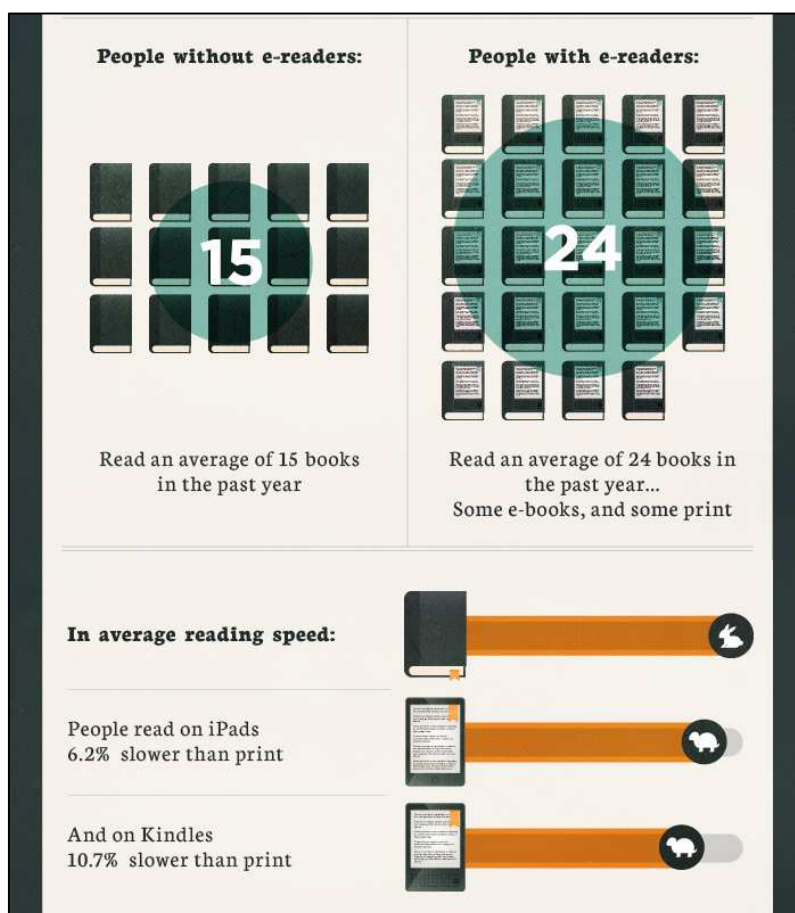 People without e-readers:
15
Read an average of 15 books
in the past year
People with e-readers:
24
Read an average of 24 books in
the past year...
Some e-books, and some print
In average reading speed:
People read on iPads
6.2% slower than print
And on Kindles
10.7% slower than print